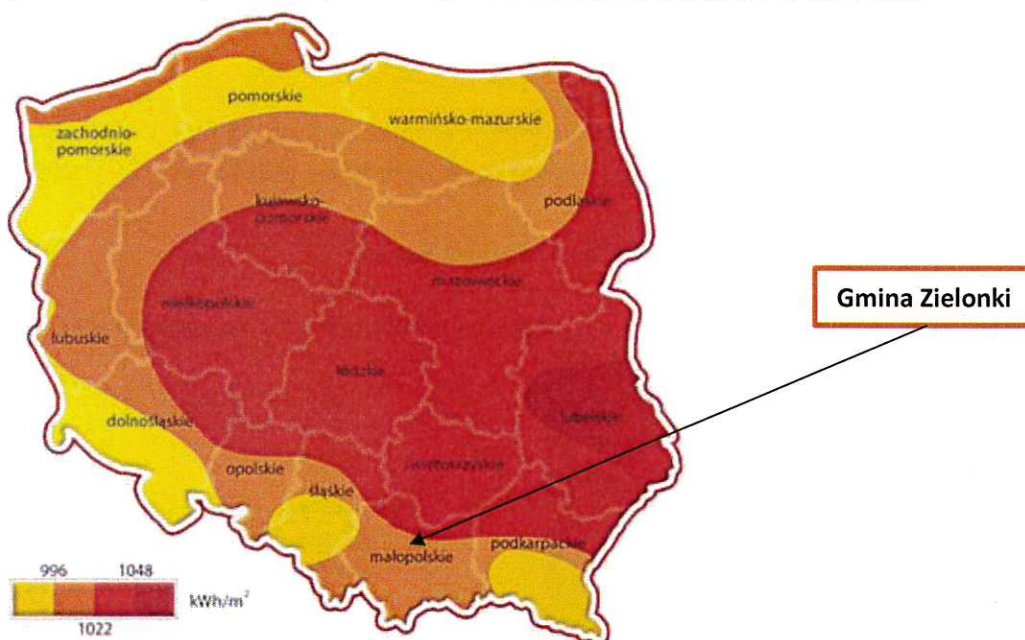 pomorskie
warmińsko-mazurskie
zachodnio-
pomorskie
kujawsko-
pomorskie
podlaskie
mazowieckie
wielkopolskie
Gmina Zielonki
lubuskie
łódzkie
lubelskie
dolnośląskie
opolskie
świętokrzyskie
śląskie
małopolskie
podkarpackie
996 1048
kWh/m²
1022